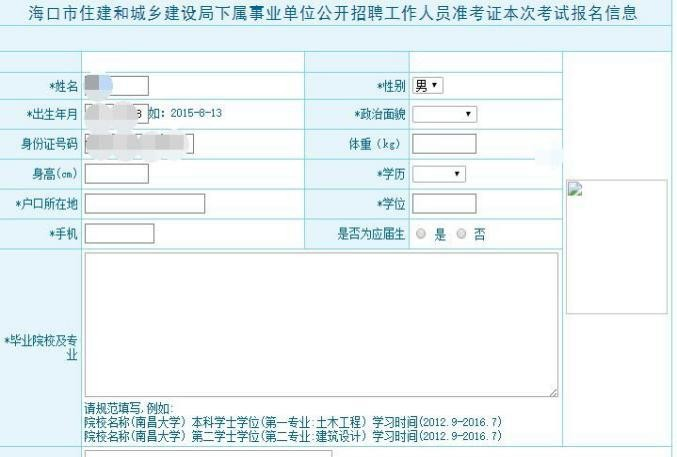 海口市住建和城乡建设局下属事业单位公开招聘工作人员准考证本次考试报名信息
*姓名
*性别 男
*出生年月 8 如: 2015-8-13
*政治面貌
身份证号码
体重（kg）
身高(cm)
*学历
*户口所在地
*学位
*手机
是否为应届生 是 否
*毕业院校及专
业
请规范填写,例如:
院校名称(南昌大学) 本科学士学位(第一专业:土木工程) 学习时间(2012.9-2016.7)
院校名称(南昌大学) 第二学士学位(第二专业:建筑设计) 学习时间(2012.9-2016.7)